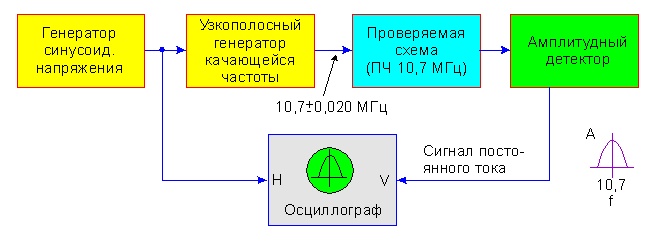 Генератор
синусоид.
напряжения
Узкополосный
генератор
качающейся
частоты
Проверяемая
схема
(ПЧ 10,7 МГц)
Амплитудный
детектор
10,7±0,020 МГц
Сигнал посто-
янного тока
H
V
Осциллограф
A
10,7
f